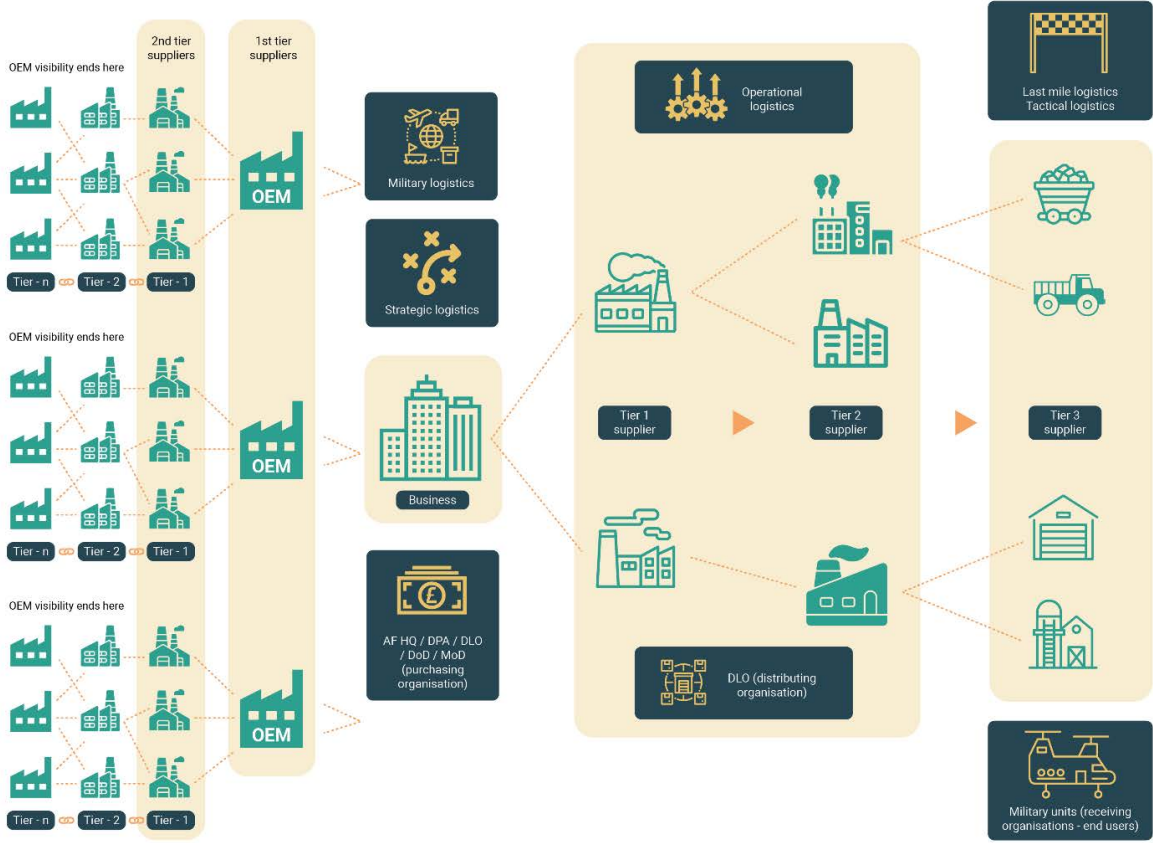 2nd tier
suppliers
1st tier
suppliers
OEM visibility ends here
OEM
Tier - n
Tier - 2
Tier - 1
OEM visibility ends here
OEM
Tier - n
Tier - 2
Tier - 1
OEM visibility ends here
OEM
Tier - n
Tier - 2
Tier - 1
Military logistics
Strategic logistics
Business
£
AF HQ / DPA / DLO
/ DoD / MoD
(purchasing
organisation)
Operational
logistics
Tier 1
supplier
Tier 2
supplier
DLO (distributing
organisation)
Last mile logistics
Tactical logistics
Tier 3
supplier
Military units (receiving
organisations - end users)